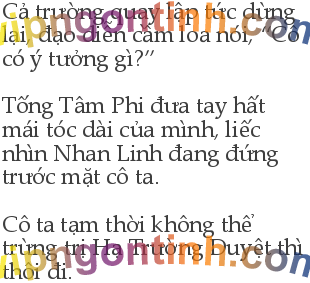 Cả trường quay lập tức dừng
lại, đạo diễn cầm loa nói, “Cô
có ý tưởng gì?”
Tống Tâm Phi đưa tay hất
mái tóc dài của mình, liếc
nhìn Nhan Linh đang đứng
trước mặt cô ta.
Cô ta tạm thời không thể
trừng trị Hạ Trường Duyệt thì
thôi đi.